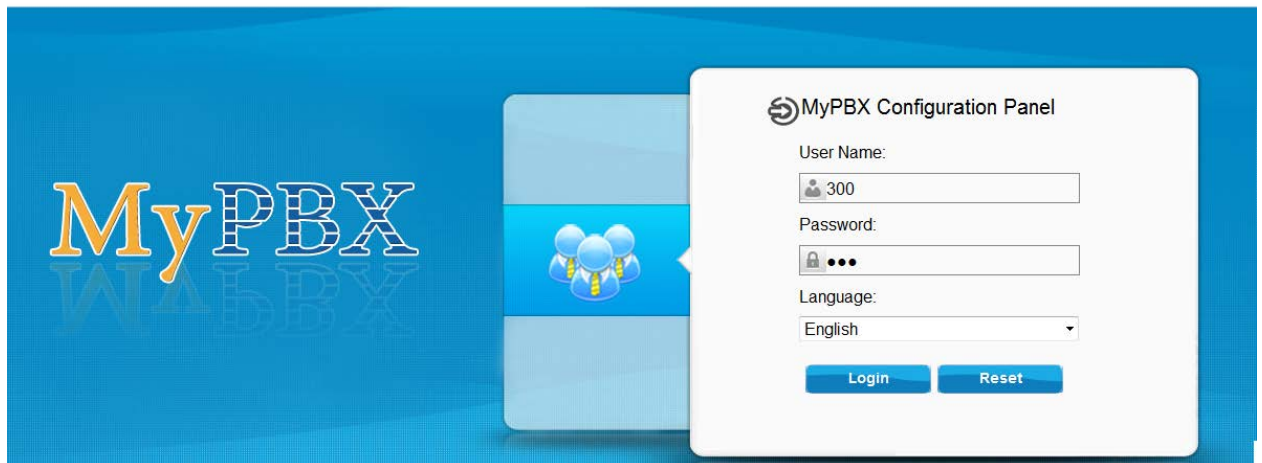 MyPBX
MyPBX Configuration Panel
User Name:
300
Password:
●●●
Language:
English
Login
Reset